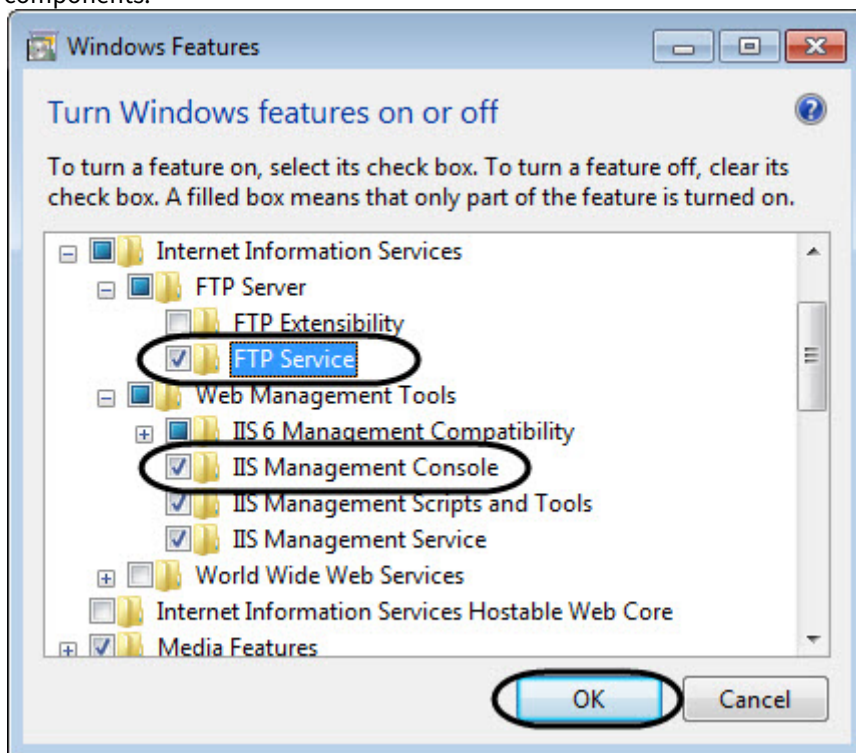 components.
Windows Features
Turn Windows features on or off
To turn a feature on, select its check box. To turn a feature off, clear its
check box. A filled box means that only part of the feature is turned on.
Internet Information Services
FTP Server
FTP Extensibility
FTP Service
Web Management Tools
IIS 6 Management Compatibility
IIS Management Console
IIS Management Scripts and Tools
IIS Management Service
World Wide Web Services
Internet Information Services Hostable Web Core
Media Features
OK Cancel